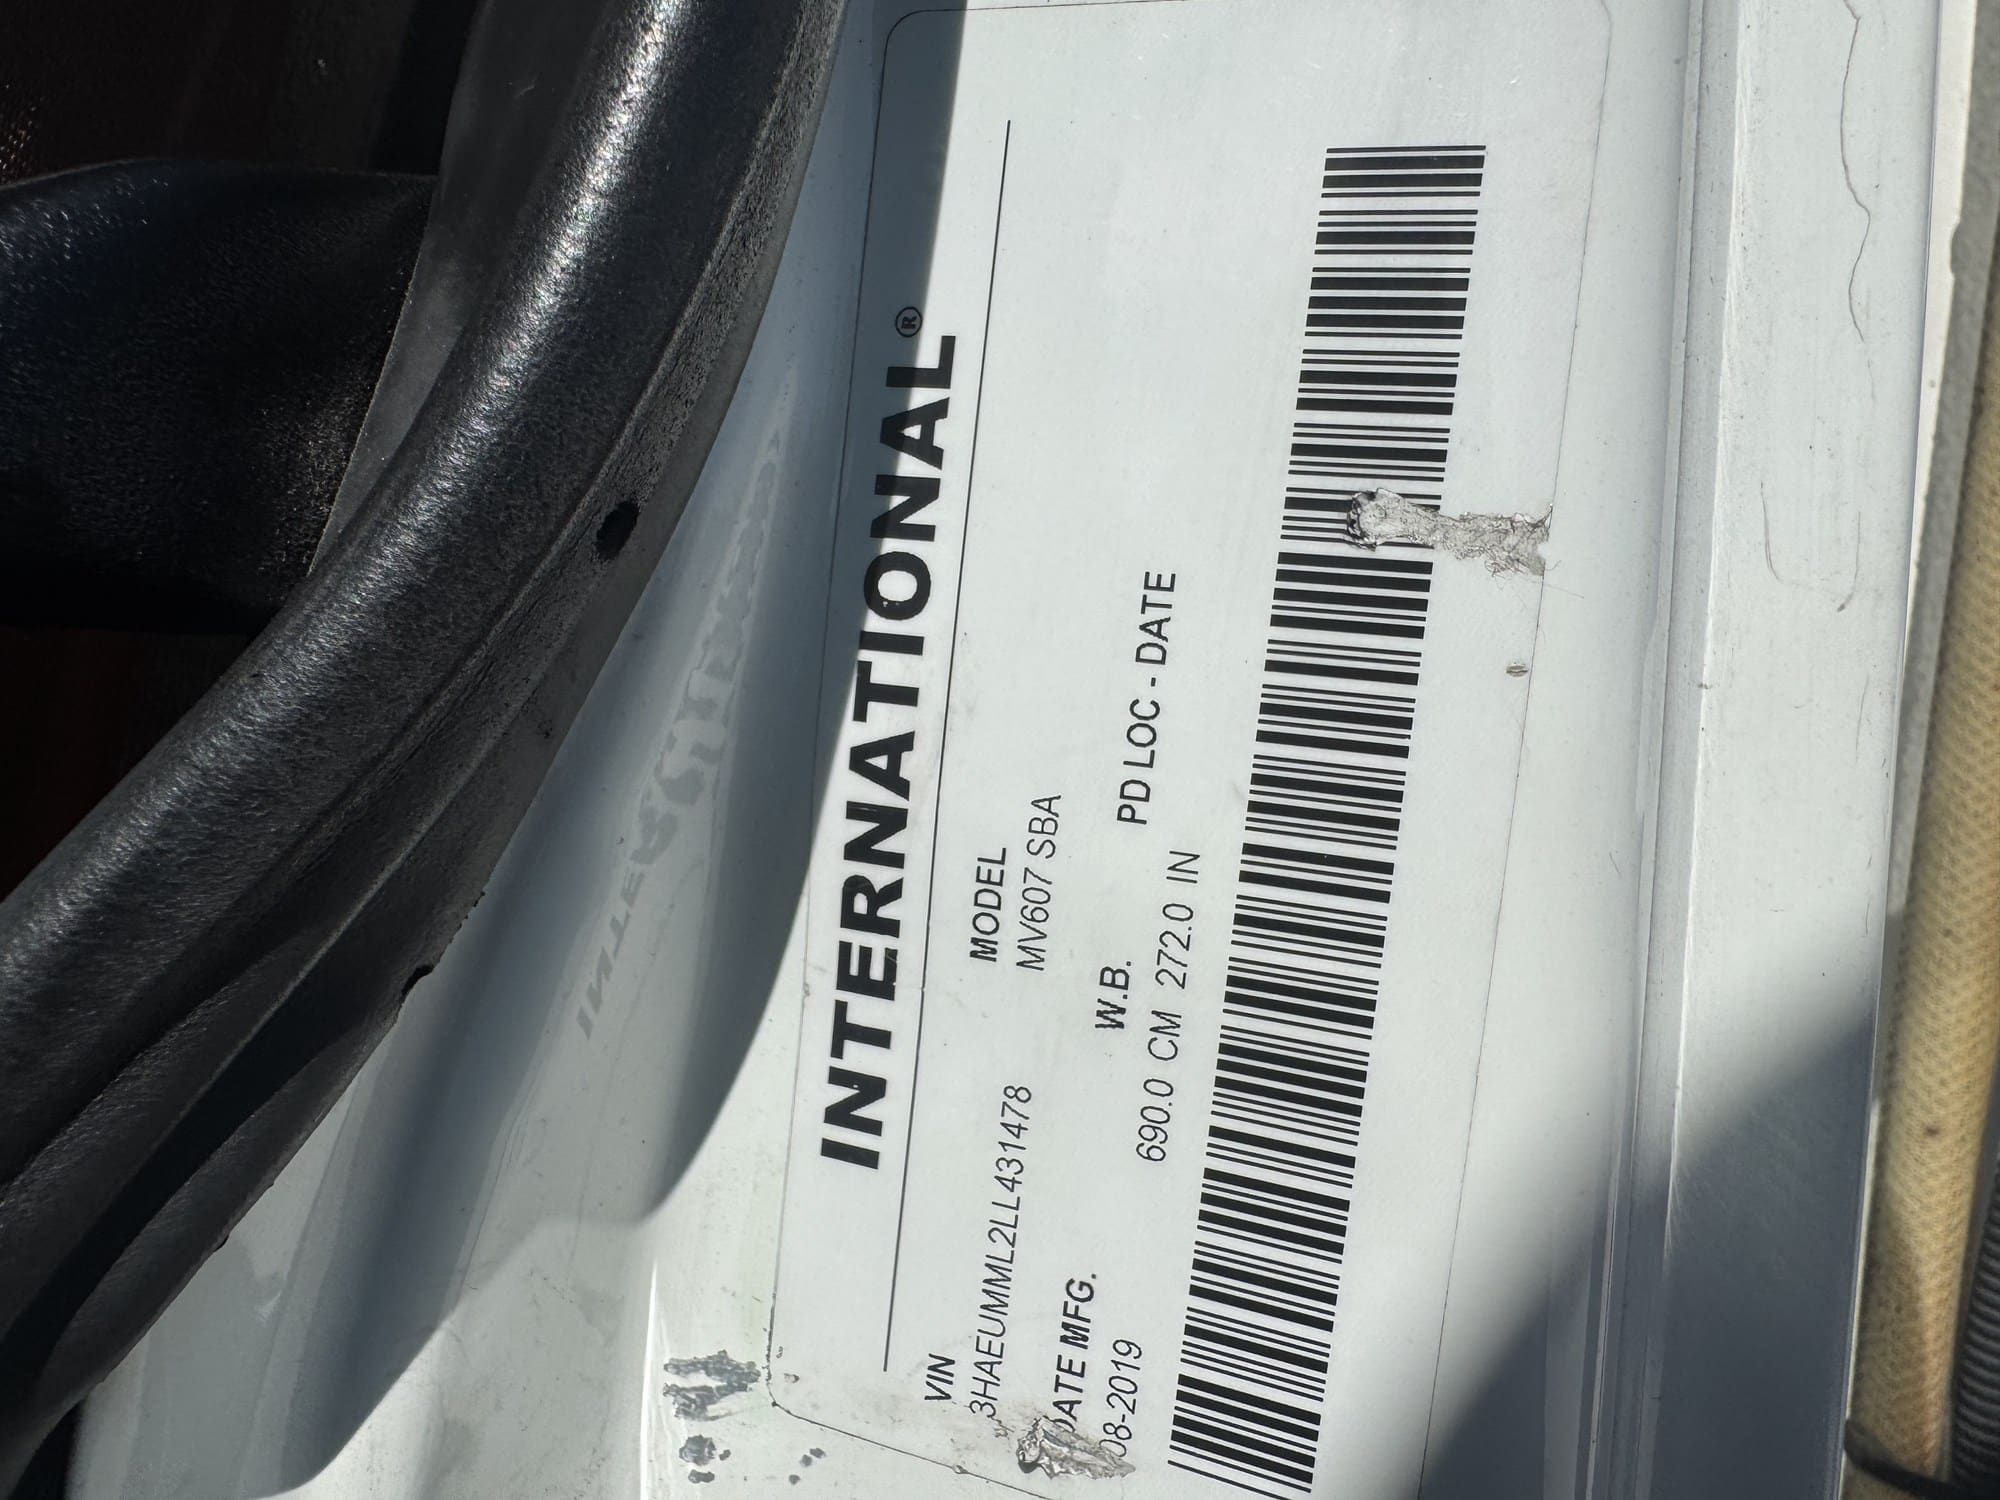 INTERNATIONAL®
VIN
3HAEUMML2LL431478
MODEL
MV607 SBA
DATE MFG.
08-2019
W.B.
690.0 CM 272.0 IN
PD LOC - DATE